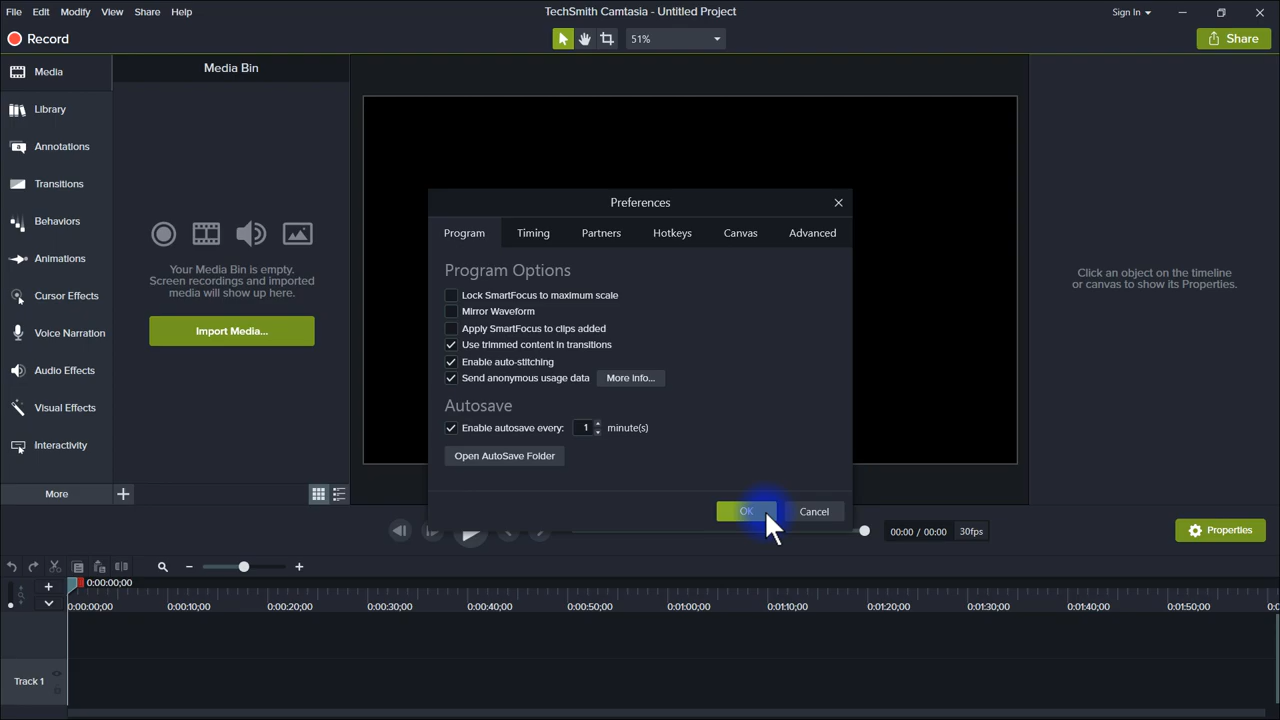 File Edit Modify View Share Help
TechSmith Camtasia - Untitled Project
Sign In
Record
51%
Share
Media
Library
Annotations
Transitions
Behaviors
Animations
Cursor Effects
Voice Narration
Audio Effects
Visual Effects
Interactivity
More
Media Bin
Your Media Bin is empty.
Screen recordings and imported
media will show up here.
Import Media...
Preferences
Program Timing Partners Hotkeys Canvas Advanced
Program Options
Lock SmartFocus to maximum scale
Mirror Waveform
Apply SmartFocus to clips added
Use trimmed content in transitions
Enable auto-stitching
Send anonymous usage data More Info...
Autosave
Enable autosave every: 1 minute(s)
Open AutoSave Folder
OK Cancel
Click an object on the timeline
or canvas to show its Properties.
00:00 / 00:00 30fps
Properties
0:00:00;00
0:00:00;00 0:00:10;00 0:00:20;00 0:00:30;00 0:00:40;00 0:00:50;00 0:01:00;00 0:01:10;00 0:01:20;00 0:01:30;00 0:01:40;00 0:01:50;00
Track 1